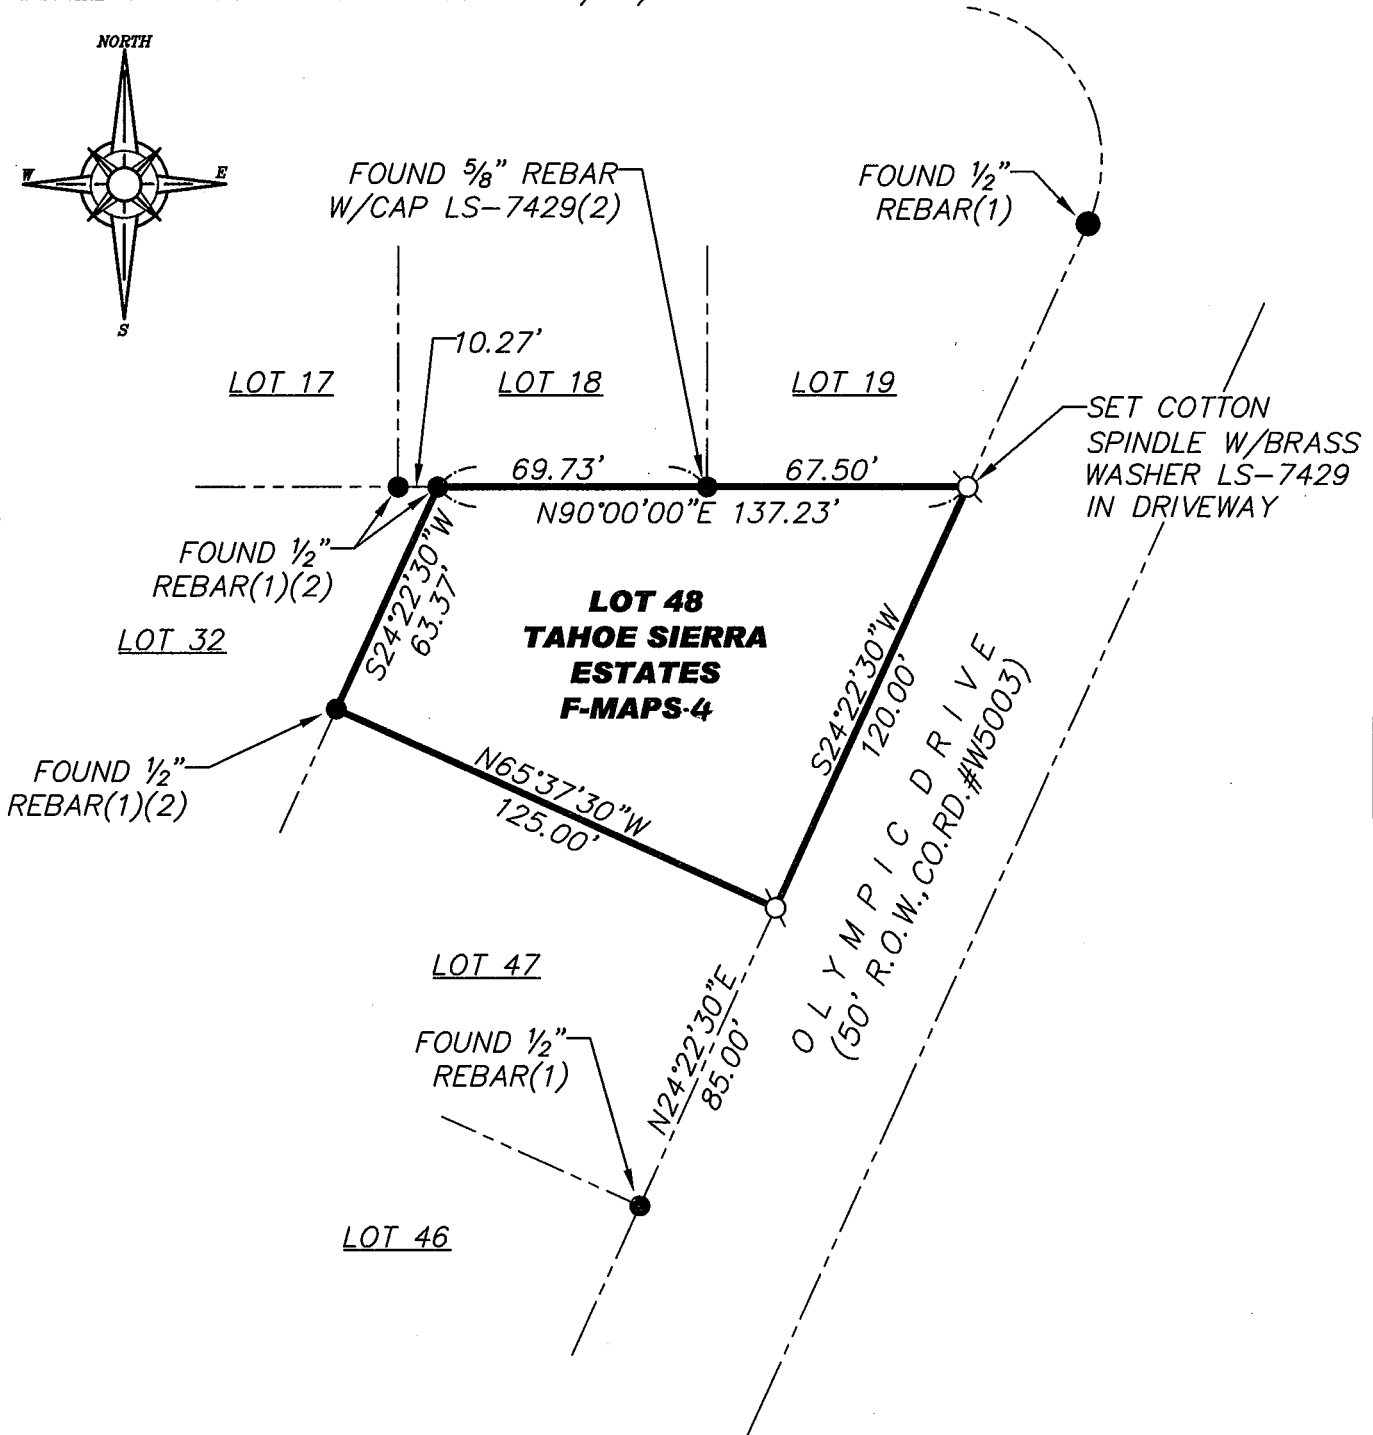 NORTH
W
E
S
FOUND 5/8" REBAR
W/CAP LS-7429(2)
FOUND 1/2"
REBAR(1)
10.27'
LOT 17
LOT 18
LOT 19
SET COTTON
SPINDLE W/BRASS
WASHER LS-7429
IN DRIVEWAY
69.73'
67.50'
N90°00'00"E 137.23'
FOUND 1/2"
REBAR(1)(2)
S24°22'30"W
63.37'
LOT 32
LOT 48
TAHOE SIERRA
ESTATES
F-MAPS-4
S24°22'30"W
120.00'
FOUND 1/2"
REBAR(1)(2)
N65°37'30"W
125.00'
OLYMPIC DRIVE
(50' R.O.W.,CO.RD.#W5003)
LOT 47
FOUND 1/2"
REBAR(1)
N24°22'30"E
85.00'
LOT 46